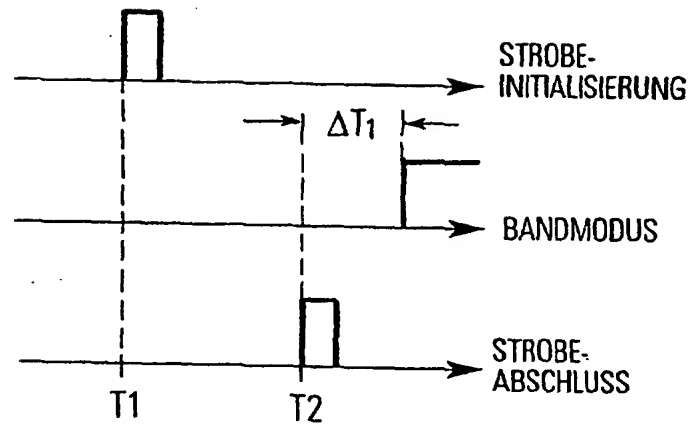 STROBE-
INITIALISIERUNG
ΔT1
BANDMODUS
STROBE-
ABSCHLUSS
T1
T2